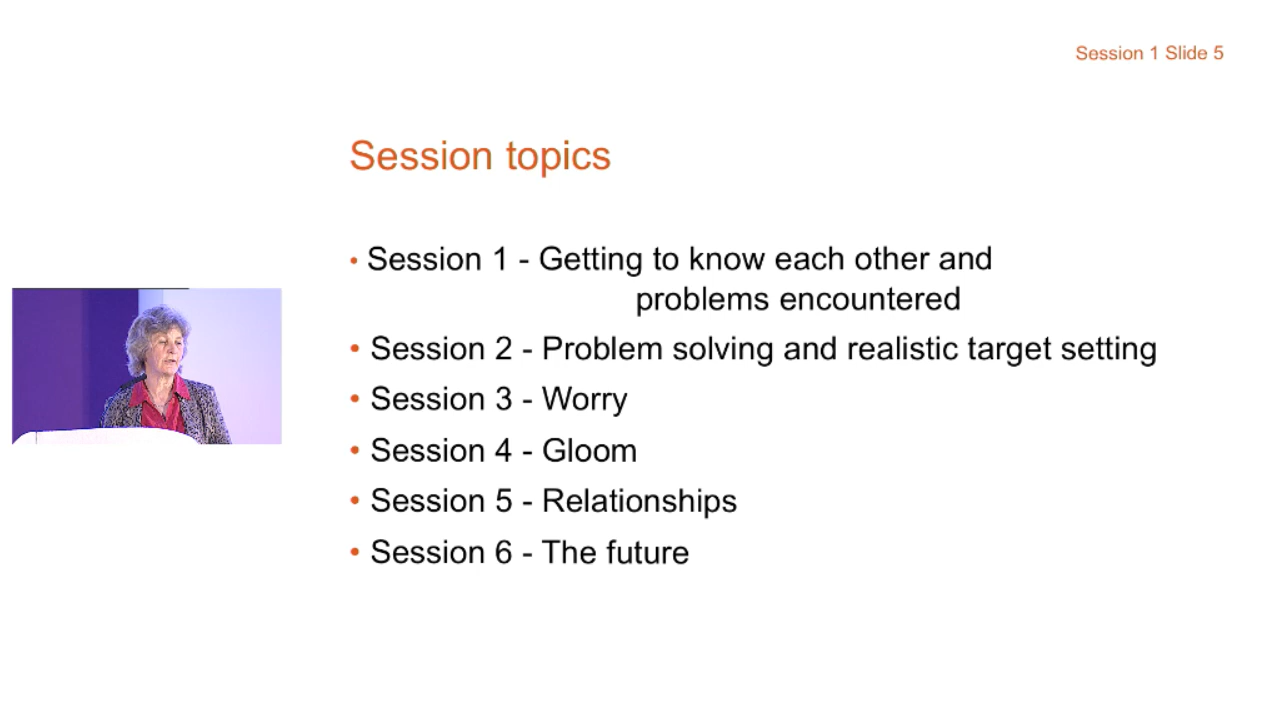 Session 1 Slide 5
Session topics
• Session 1 - Getting to know each other and
problems encountered
• Session 2 - Problem solving and realistic target setting
• Session 3 - Worry
• Session 4 - Gloom
• Session 5 - Relationships
• Session 6 - The future